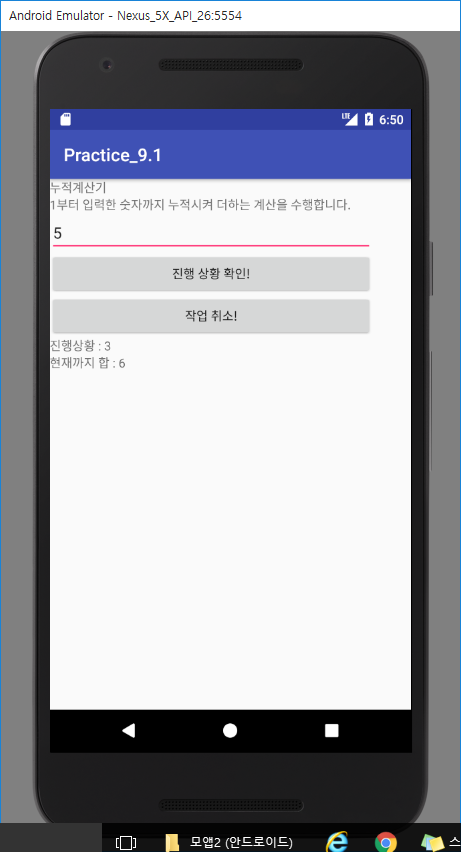 Android Emulator - Nexus_5X_API_26:5554
LTE 6:50
Practice_9.1
누적계산기
1부터 입력한 숫자까지 누적시켜 더하는 계산을 수행합니다.
5
진행 상황 확인!
작업 취소!
진행상황 : 3
현재까지 합 : 6
모앱2 (안드로이드)
스